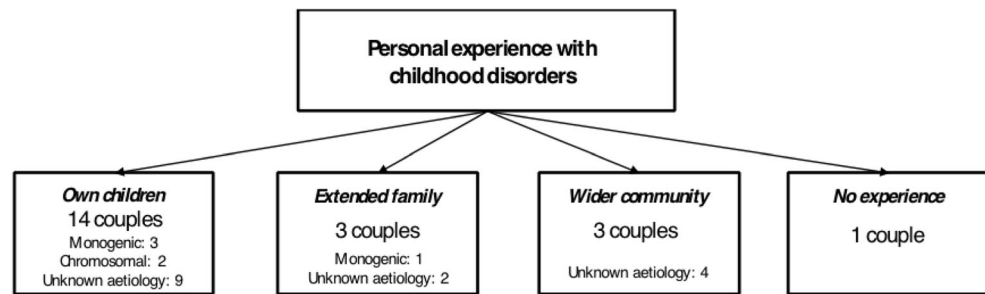 Personal experience with
childhood disorders
Own children
14 couples
Monogenic: 3
Chromosomal: 2
Unknown aetiology: 9
Extended family
3 couples
Monogenic: 1
Unknown aetiology: 2
Wider community
3 couples
Unknown aetiology: 4
No experience
1 couple